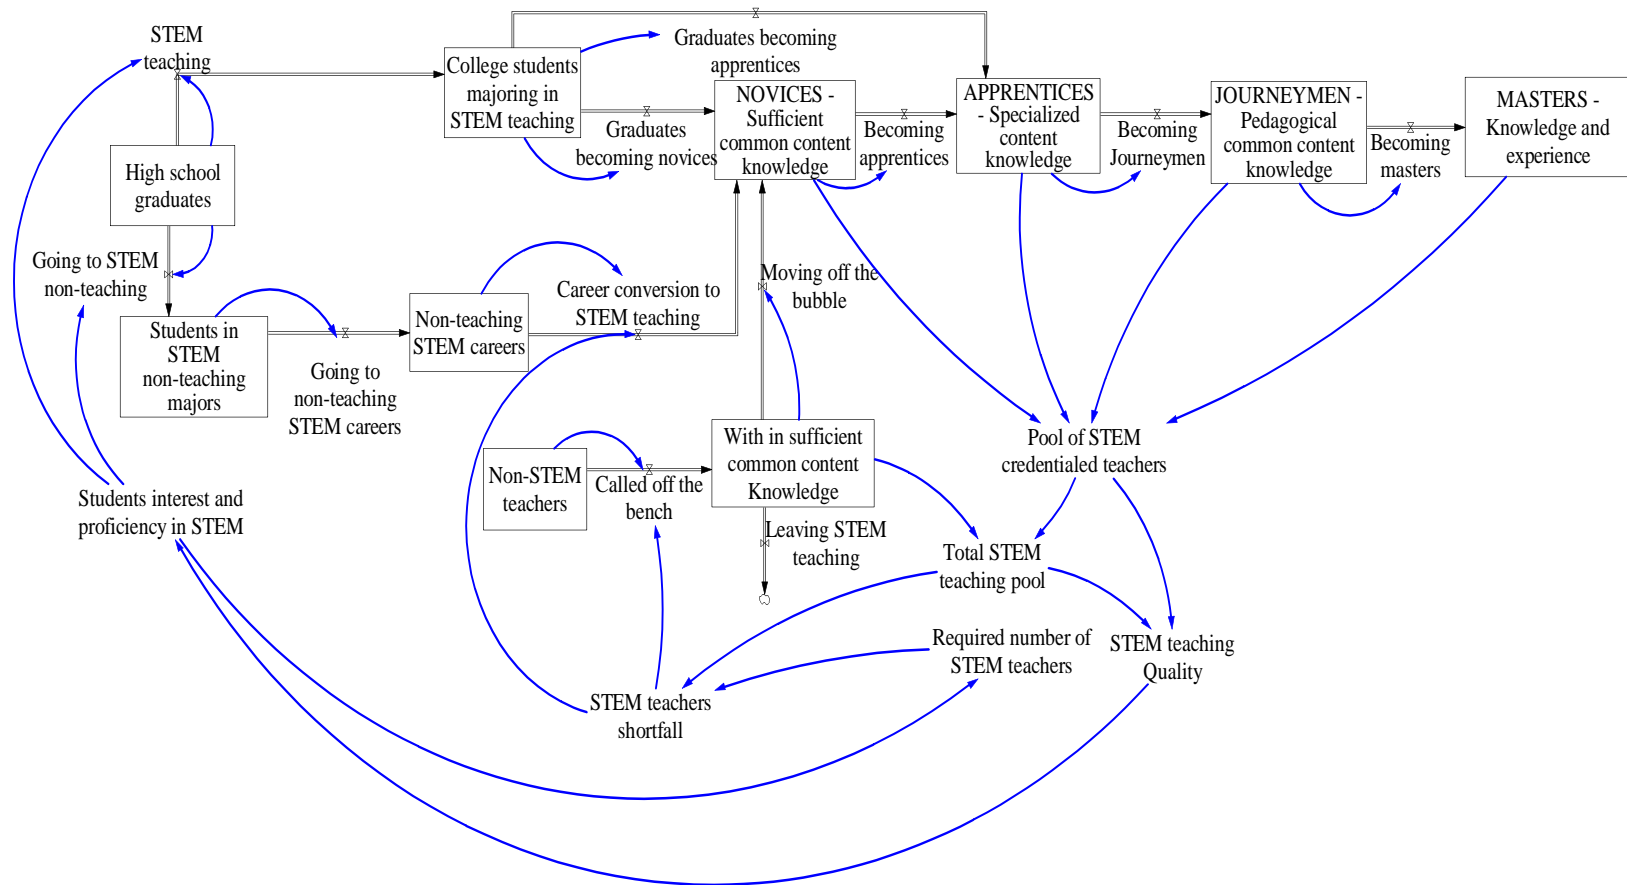 STEM
teaching
College students
majoring in
STEM teaching
Graduates becoming
apprentices
Graduates
becoming novices
NOVICES -
Sufficient
common content
knowledge
Becoming
apprentices
APPRENTICES
- Specialized
content
knowledge
Becoming
Journeymen
JOURNEYMEN -
Pedagogical
common content
knowledge
Becoming
masters
MASTERS -
Knowledge and
experience
High school
graduates
Going to STEM
non-teaching
Students in
STEM
non-teaching
majors
Going to
non-teaching
STEM careers
Non-teaching
STEM careers
Career conversion to
STEM teaching
Moving off the
bubble
Non-STEM
teachers
Called off the
bench
With in sufficient
common content
Knowledge
Leaving STEM
teaching
Pool of STEM
credentialed teachers
Students interest and
proficiency in STEM
Total STEM
teaching pool
Required number of
STEM teachers
STEM teaching
Quality
STEM teachers
shortfall